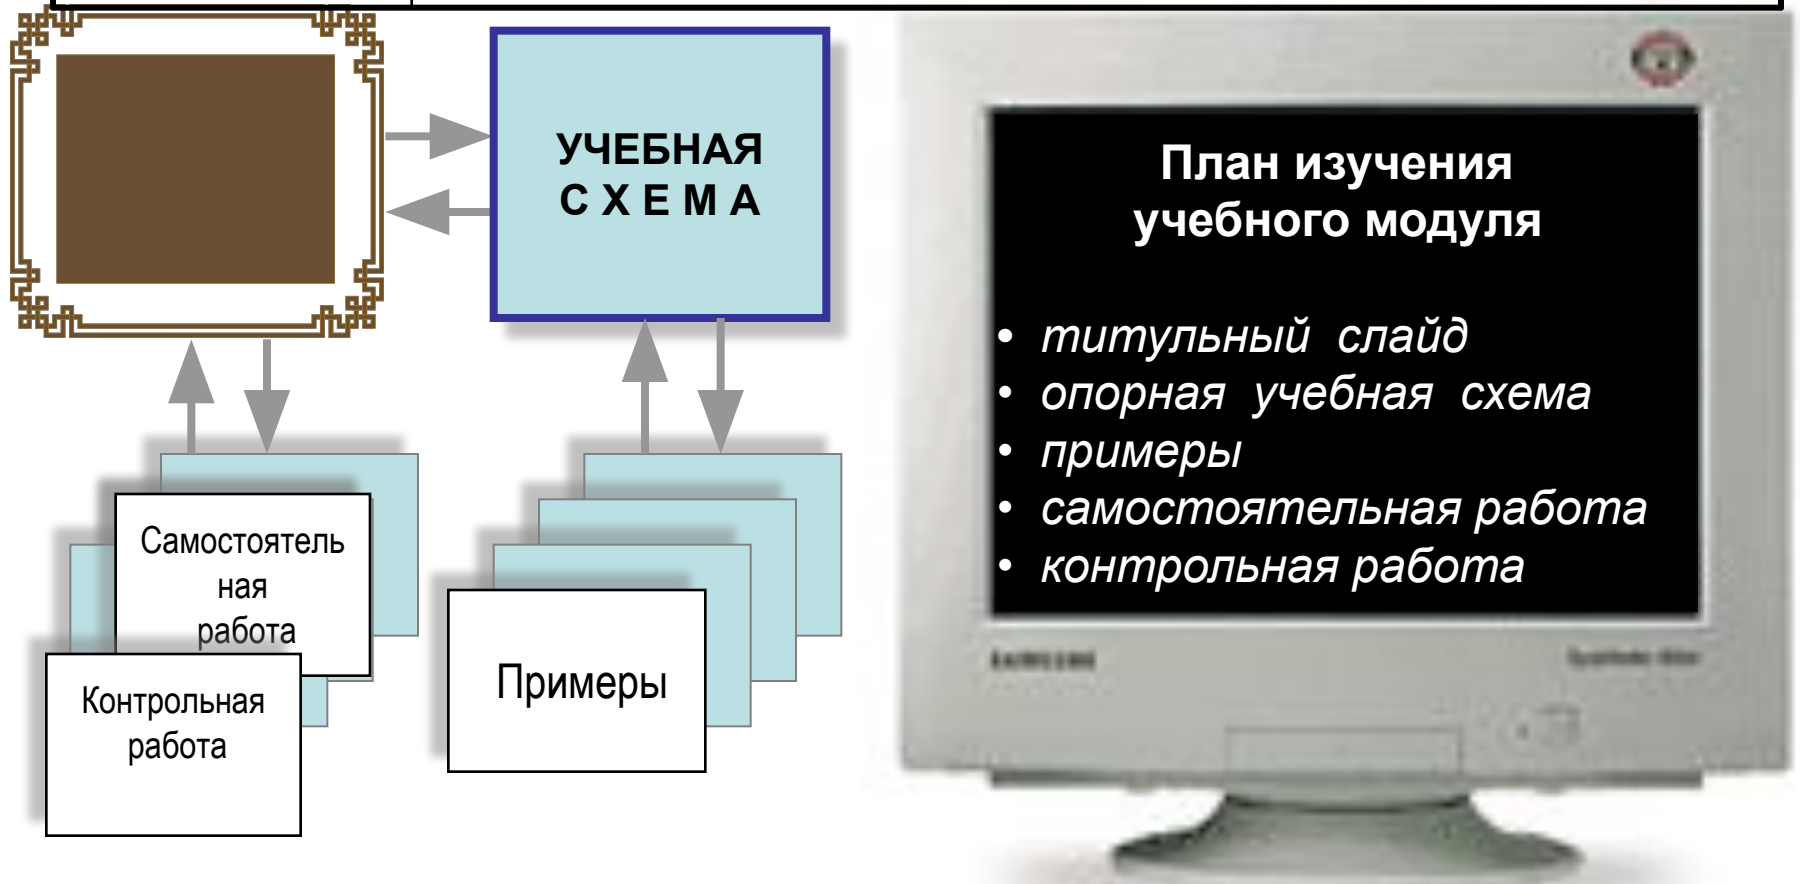 УЧЕБНАЯ
С Х Е М А
Самостоятель
ная
работа
Контрольная
работа
Примеры
План изучения
учебного модуля
• титульный слайд
• опорная учебная схема
• примеры
• самостоятельная работа
• контрольная работа
SAMSUNG